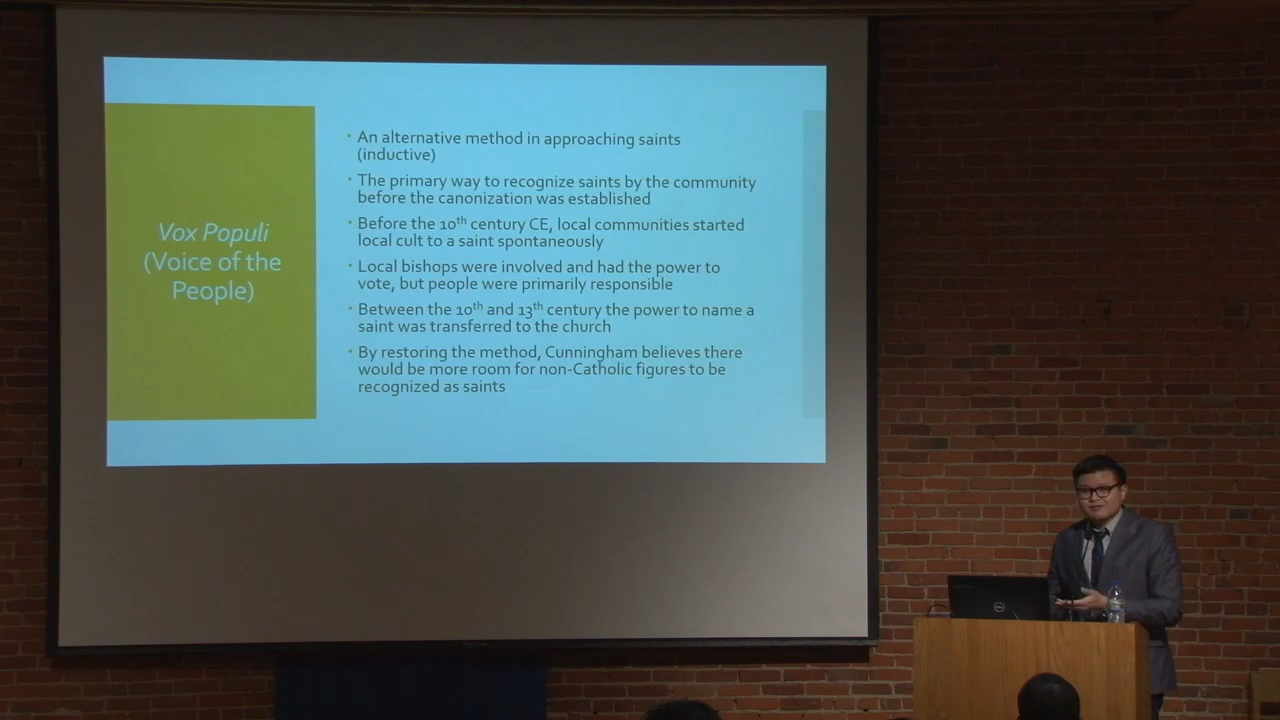 Vox Populi
(Voice of the
People)
• An alternative method in approaching saints
(inductive)
• The primary way to recognize saints by the community
before the canonization was established
• Before the 10th century CE, local communities started
local cult to a saint spontaneously
• Local bishops were involved and had the power to
vote, but people were primarily responsible
• Between the 10th and 13th century the power to name a
saint was transferred to the church
• By restoring the method, Cunningham believes there
would be more room for non-Catholic figures to be
recognized as saints
DELL